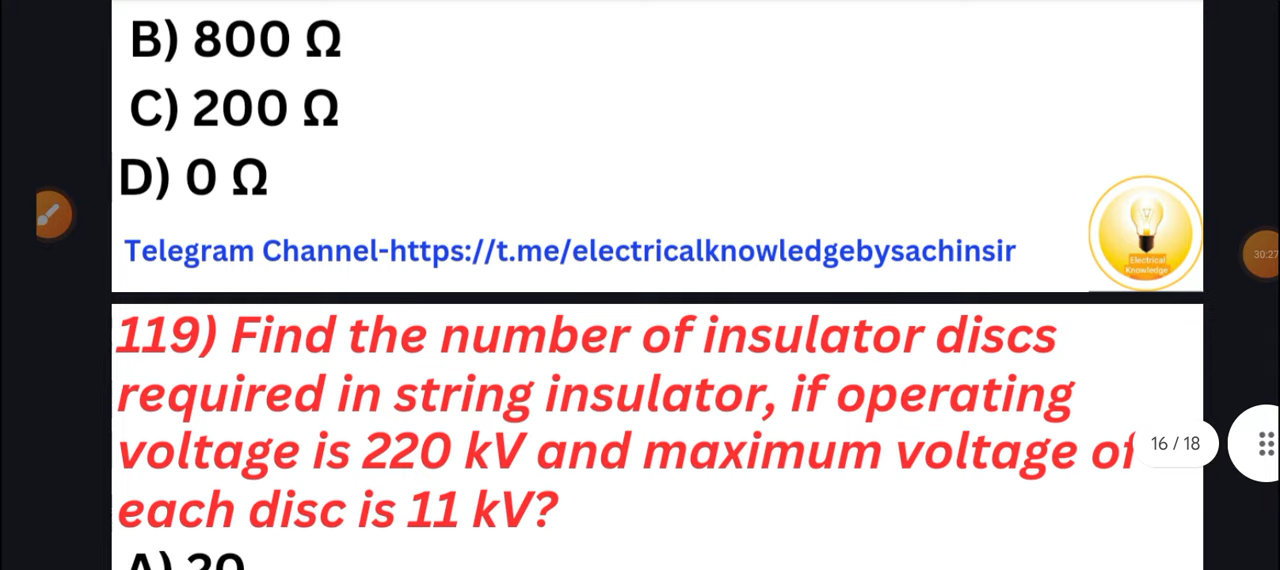 B) 800 Ω
C) 200 Ω
D) 0 Ω
Telegram Channel-https://t.me/electricalknowledgebysachinsir
Electrical
Knowledge
30:27
119) Find the number of insulator discs
required in string insulator, if operating
voltage is 220 kV and maximum voltage of
16 / 18
each disc is 11 kV?
A) 20